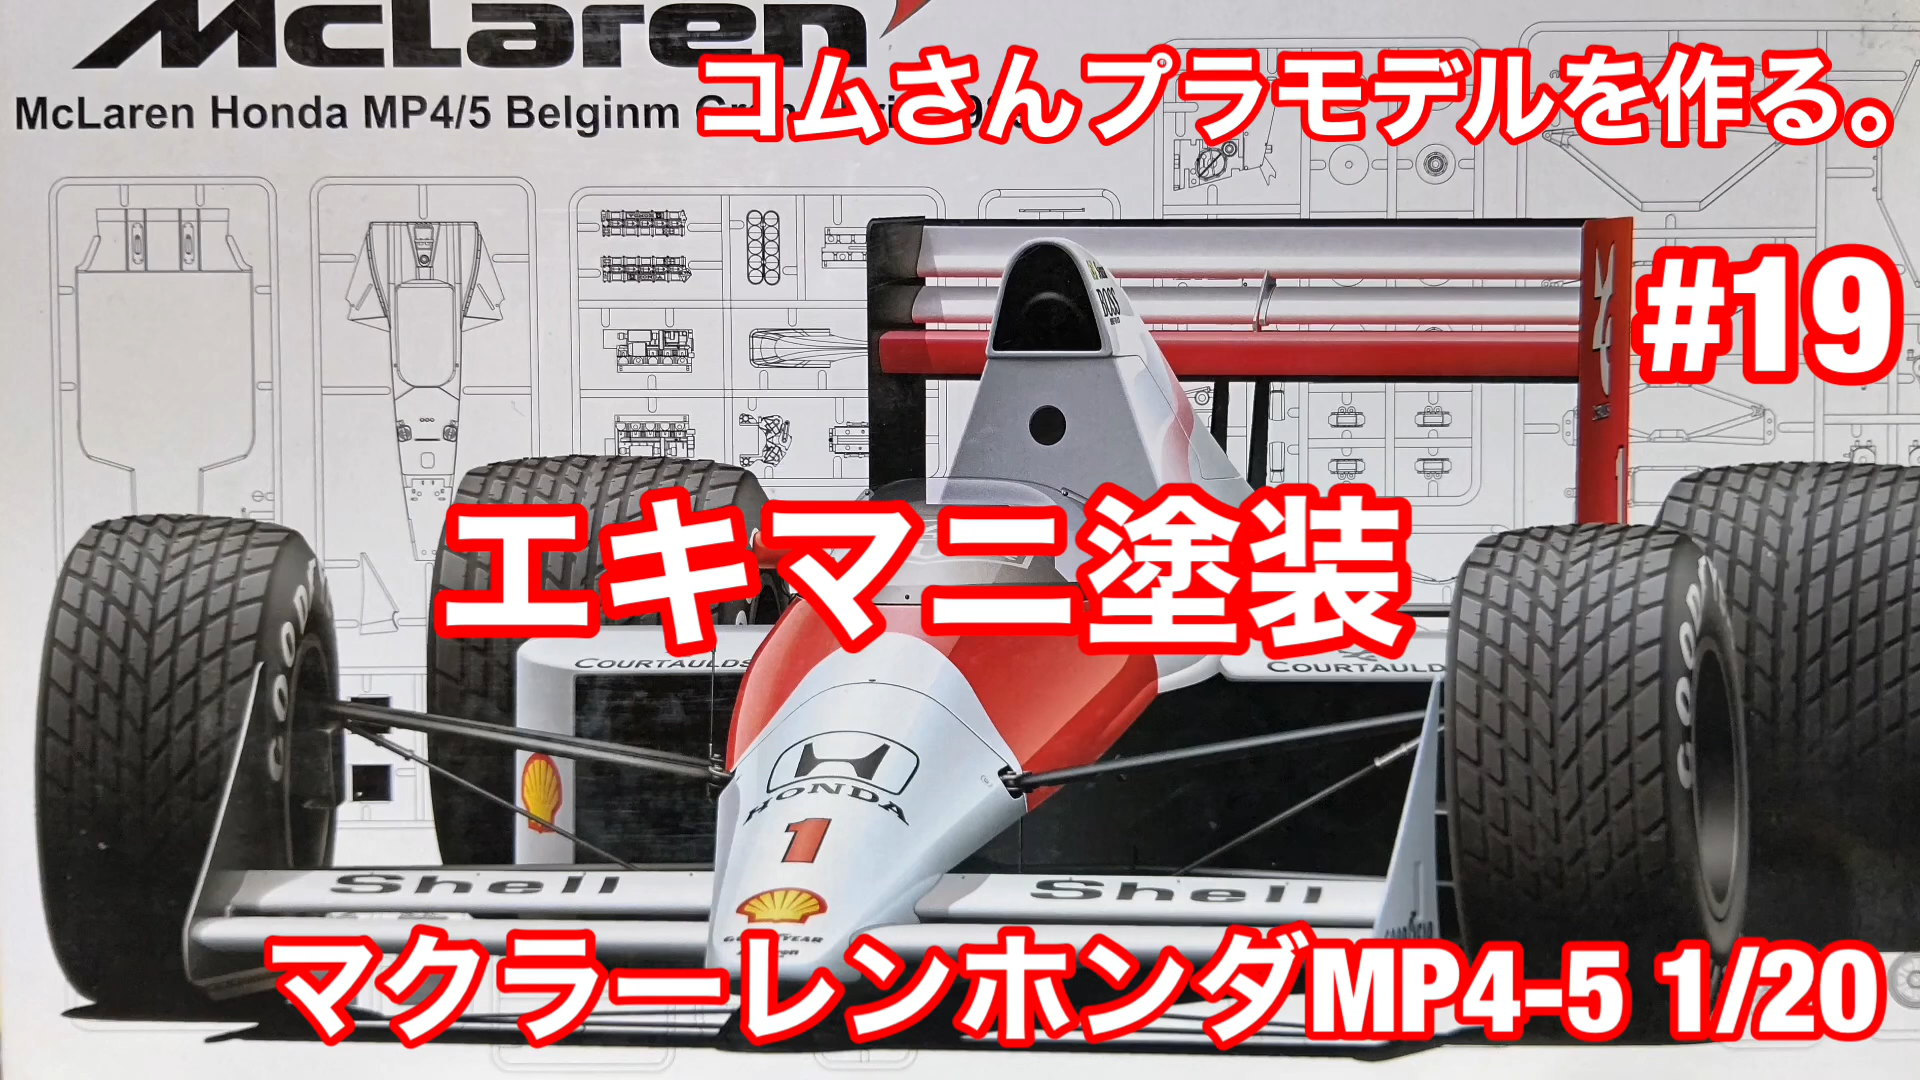 McLaren
コムさんプラモデルを作る。
McLaren Honda MP4/5 Belginm
#19
BOSS
エキマニ塗装
COURTAULDS
COURTAULD
HONDA
1
Shell
Shell
GOODYEAR
マクラーレンホンダMP4-5 1/20